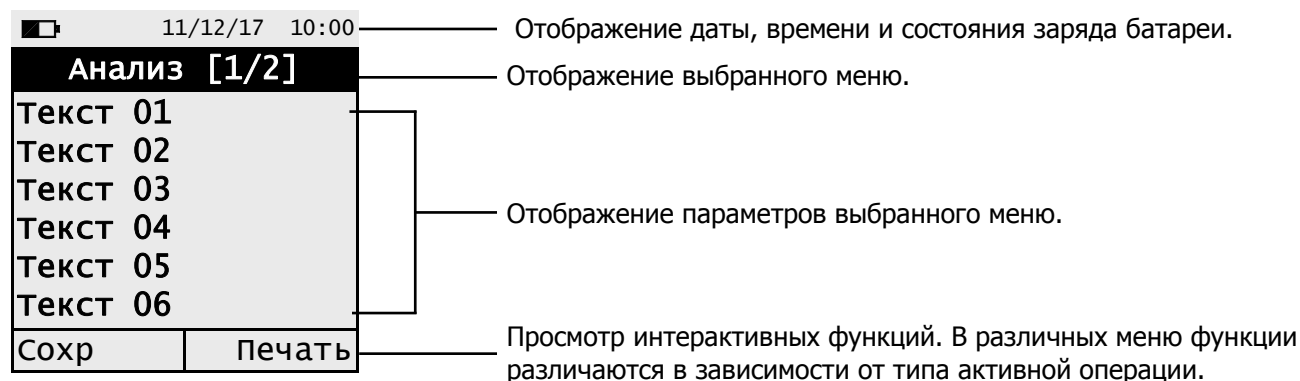 11/12/17 10:00
Отображение даты, времени и состояния заряда батареи.
Анализ [1/2]
Отображение выбранного меню.
Текст 01
Текст 02
Текст 03
Текст 04
Текст 05
Текст 06
Отображение параметров выбранного меню.
Сохр Печать
Просмотр интерактивных функций. В различных меню функции
различаются в зависимости от типа активной операции.